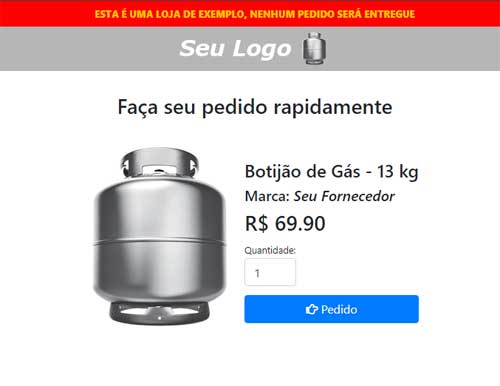 ESTA É UMA LOJA DE EXEMPLO, NENHUM PEDIDO SERÁ ENTREGUE
Seu Logo
Faça seu pedido rapidamente
Botijão de Gás - 13 kg
Marca: Seu Fornecedor
R$ 69.90
Quantidade:
1
Pedido